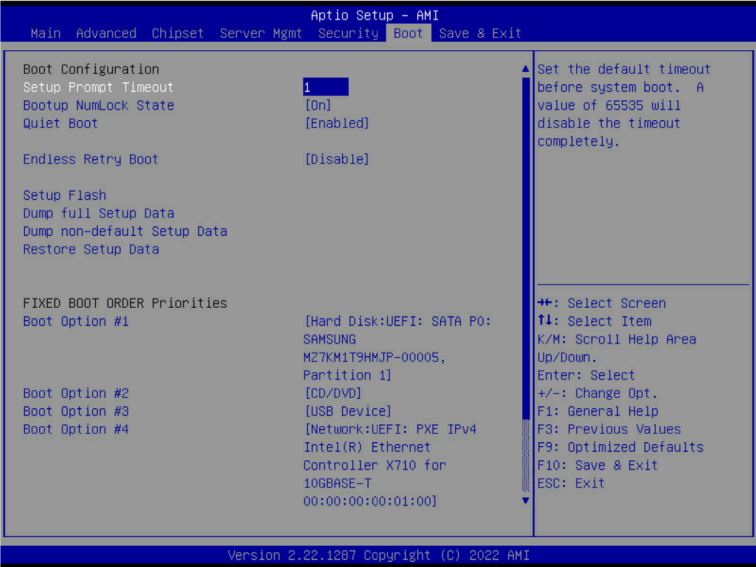 Aptio Setup – AMI
Main Advanced Chipset Server Mgmt Security Boot Save & Exit
Boot Configuration
Setup Prompt Timeout 1
Bootup NumLock State [On]
Quiet Boot [Enabled]
Endless Retry Boot [Disable]
Setup Flash
Dump full Setup Data
Dump non-default Setup Data
Restore Setup Data
FIXED BOOT ORDER Priorities
Boot Option #1 [Hard Disk:UEFI: SATA P0:
SAMSUNG
MZ7KM1T9HMJP-00005,
Partition 1]
Boot Option #2 [CD/DVD]
Boot Option #3 [USB Device]
Boot Option #4 [Network:UEFI: PXE IPv4
Intel(R) Ethernet
Controller X710 for
10GBASE-T
00:00:00:00:01:00]
Set the default timeout
before system boot. A
value of 65535 will
disable the timeout
completely.
→←: Select Screen
↑↓: Select Item
K/M: Scroll Help Area
Up/Down.
Enter: Select
+/-: Change Opt.
F1: General Help
F3: Previous Values
F9: Optimized Defaults
F10: Save & Exit
ESC: Exit
Version 2.22.1287 Copyright (C) 2022 AMI